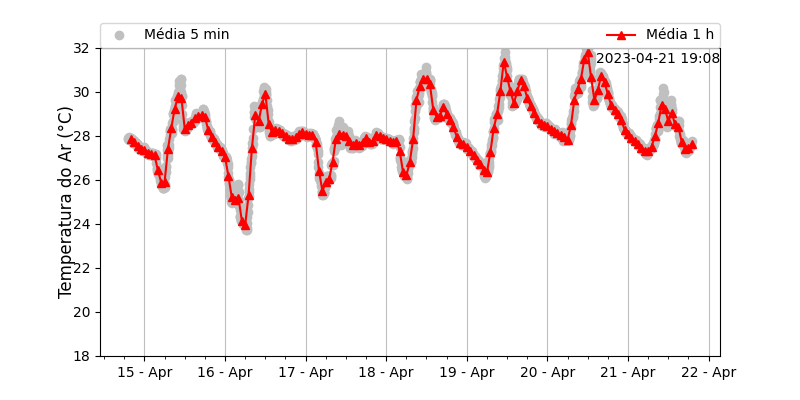 Média 5 min
Média 1 h
2023-04-21 19:08
Temperatura do Ar (°C)
32
30
28
26
24
22
20
18
15 - Apr
16 - Apr
17 - Apr
18 - Apr
19 - Apr
20 - Apr
21 - Apr
22 - Apr